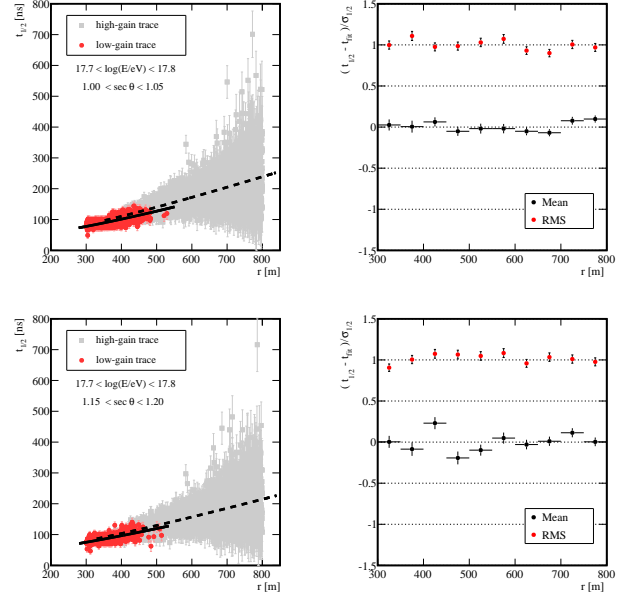 t1/2 [ns]
800
700
600
500
400
300
200
100
0
high-gain trace
low-gain trace
17.7 < log(E/eV) < 17.8
1.00 < sec θ < 1.05
200 300 400 500 600 700 800
r [m]
( t1/2 - tfit )/σ1/2
1.5
1
0.5
0
-0.5
-1
-1.5
Mean
RMS
300 400 500 600 700 800
r [m]
t1/2 [ns]
800
700
600
500
400
300
200
100
0
high-gain trace
low-gain trace
17.7 < log(E/eV) < 17.8
1.15 < sec θ < 1.20
200 300 400 500 600 700 800
r [m]
( t1/2 - tfit )/σ1/2
1.5
1
0.5
0
-0.5
-1
-1.5
Mean
RMS
300 400 500 600 700 800
r [m]